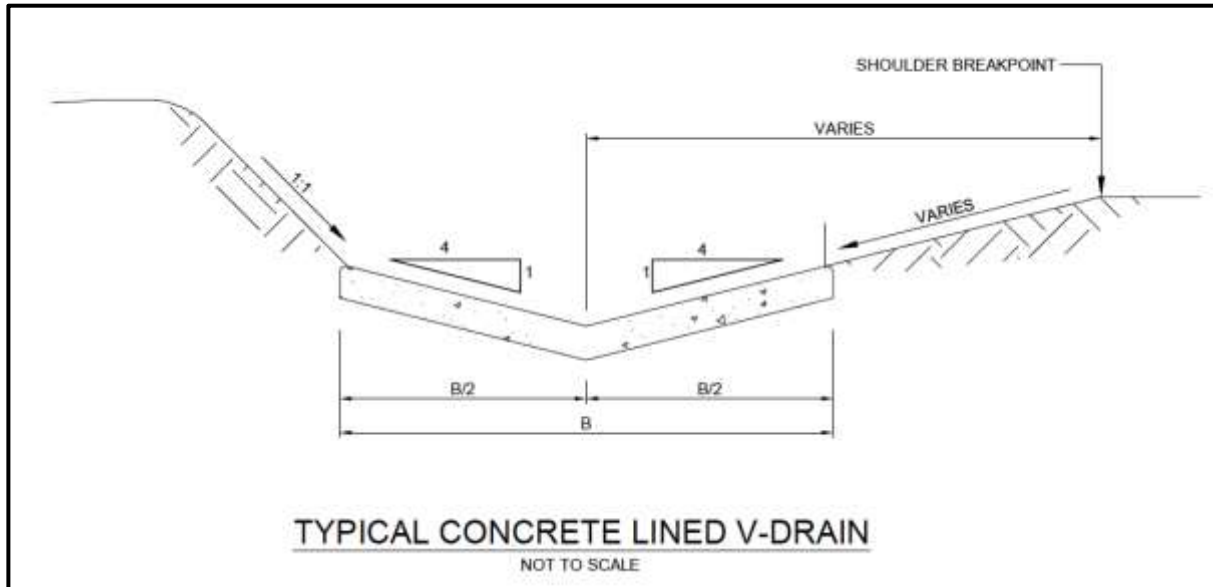 SHOULDER BREAKPOINT
VARIES
1:1
VARIES
4
1
4
1
B/2
B/2
B
TYPICAL CONCRETE LINED V-DRAIN
NOT TO SCALE